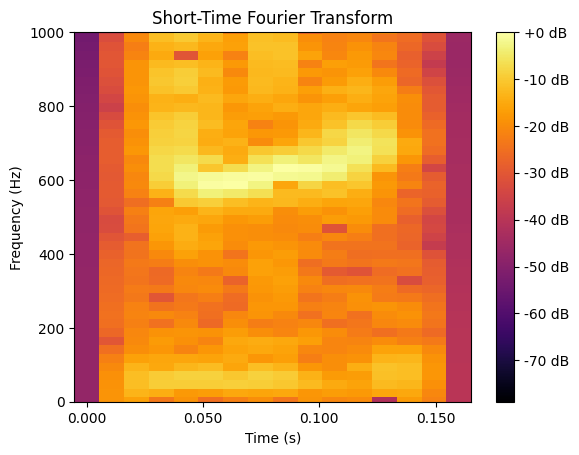 Short-Time Fourier Transform
Frequency (Hz)
1000
800
600
400
200
0
0.000
0.050
0.100
0.150
Time (s)
+0 dB
-10 dB
-20 dB
-30 dB
-40 dB
-50 dB
-60 dB
-70 dB